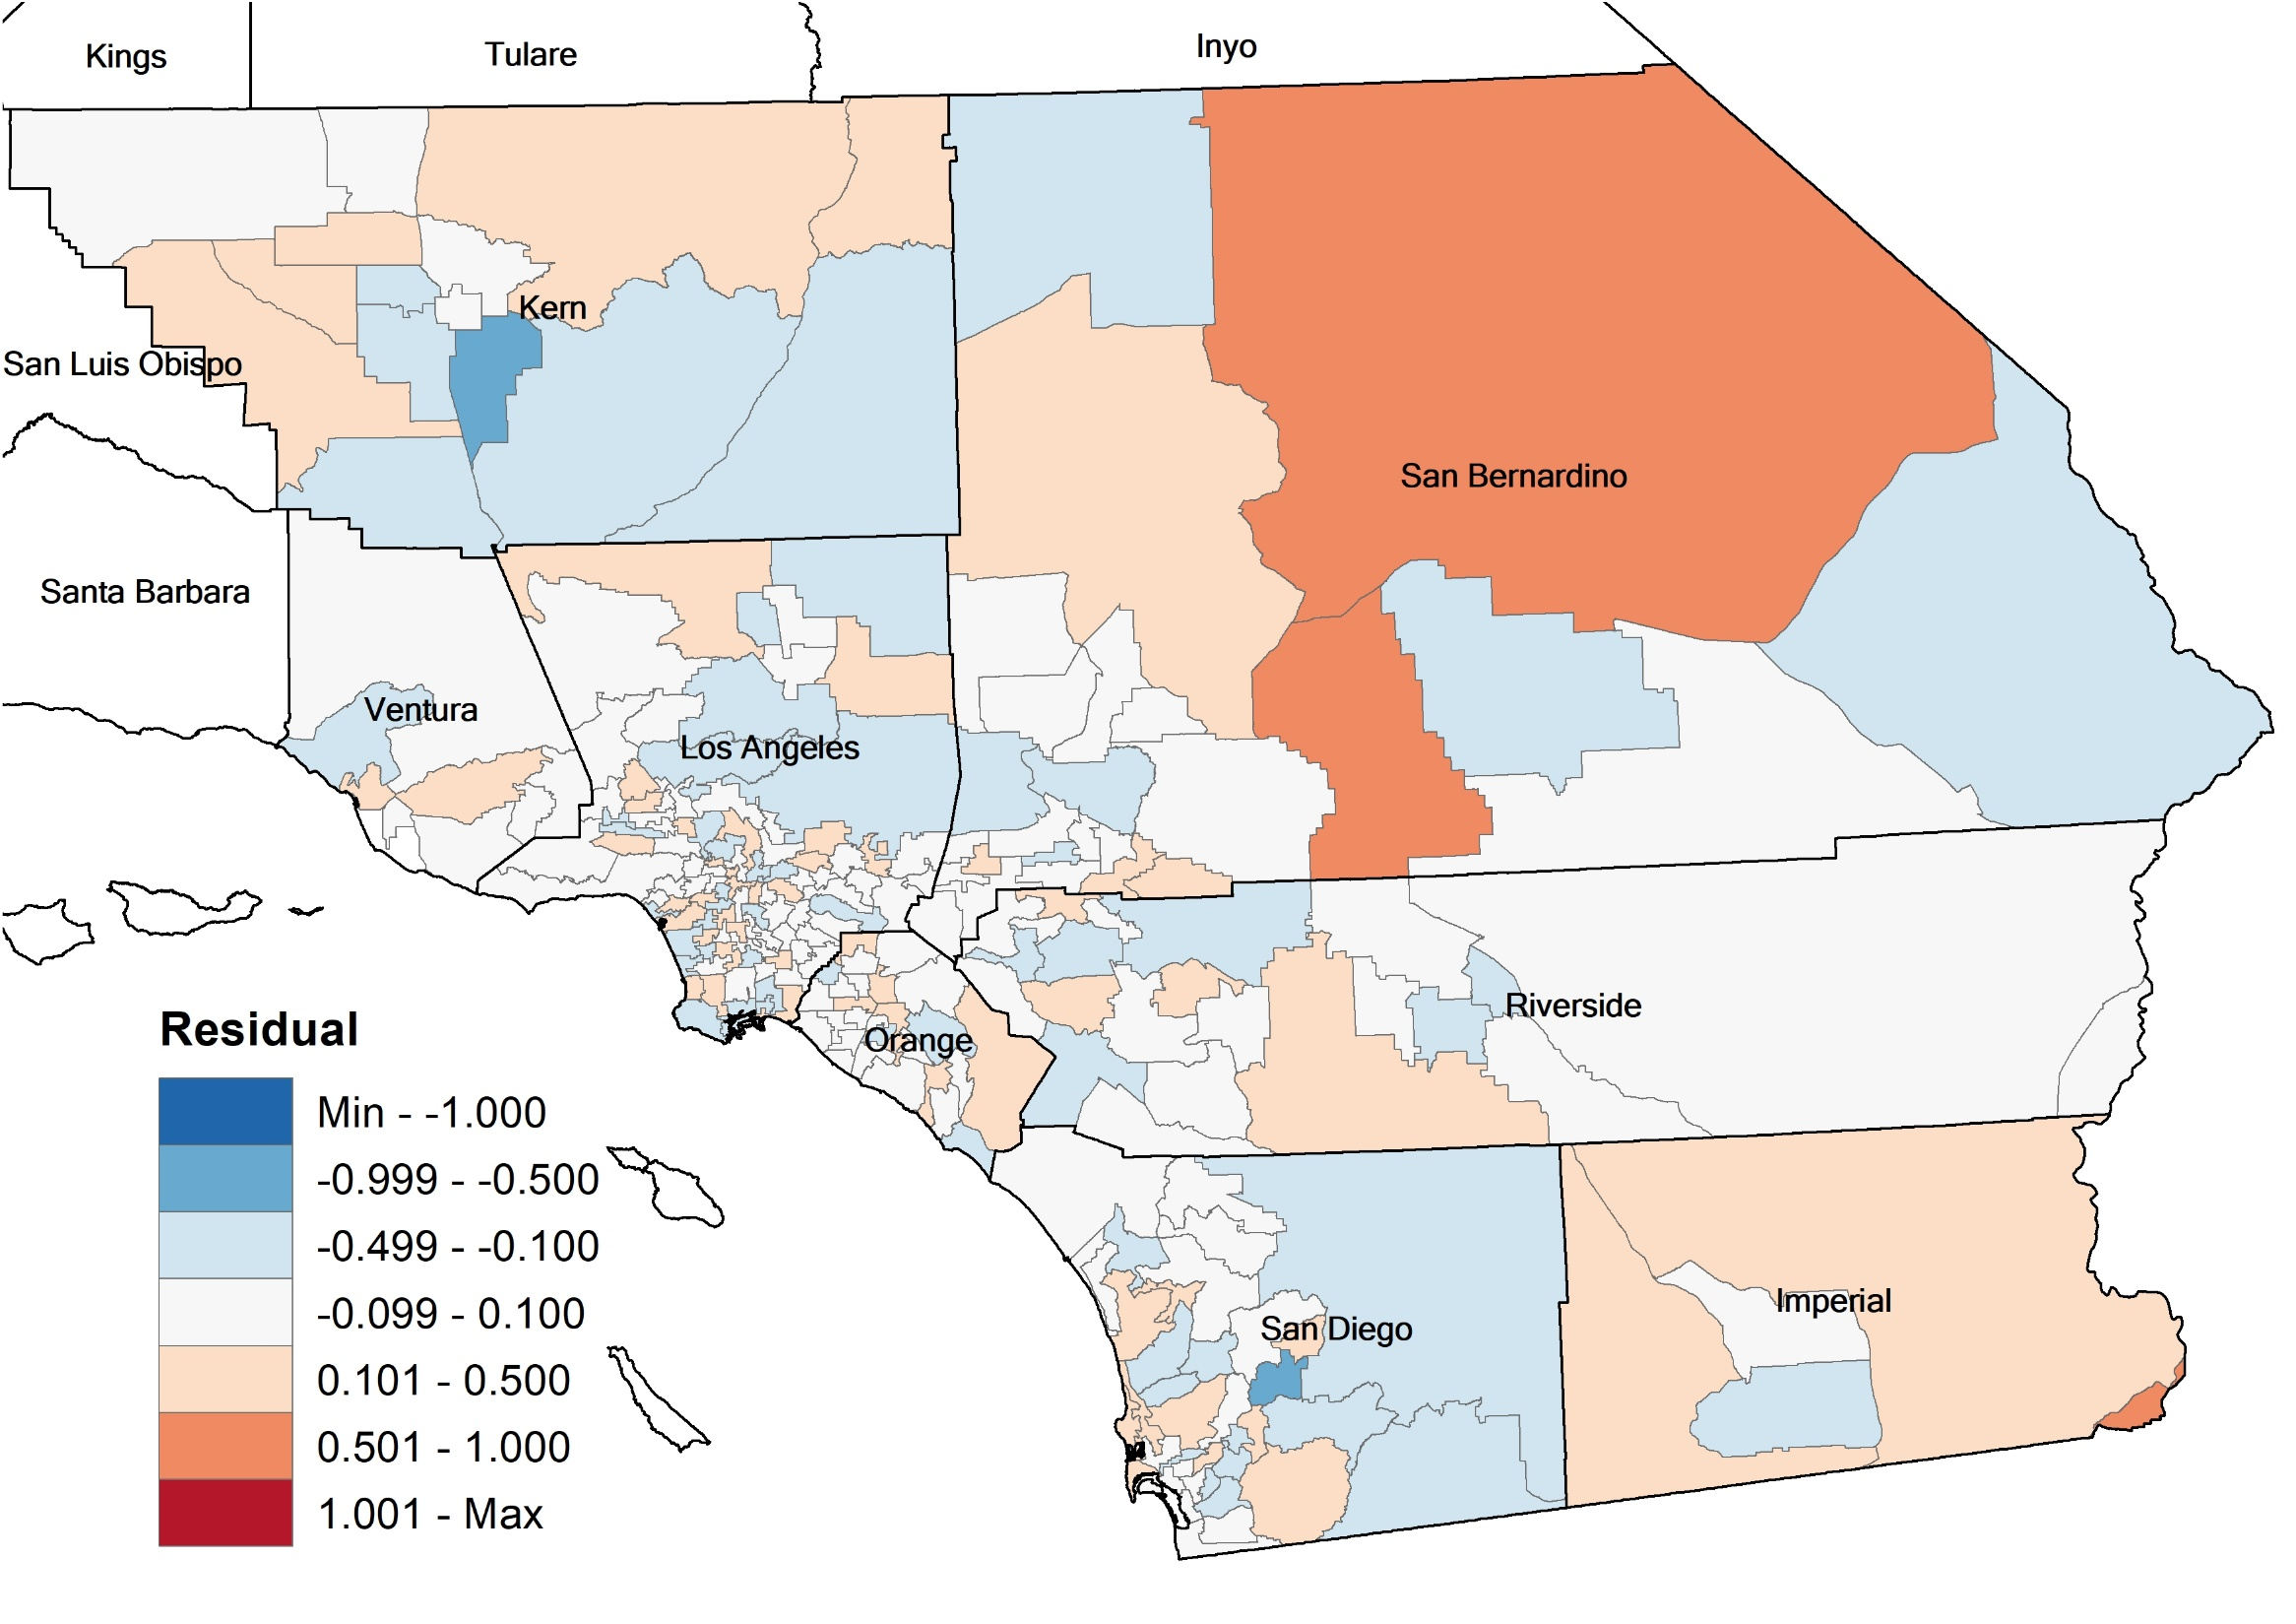 Kings
Tulare
Inyo
Kern
San Luis Obispo
San Bernardino
Santa Barbara
Ventura
Los Angeles
Riverside
Orange
Imperial
San Diego
Residual
Min - -1.000
-0.999 - -0.500
-0.499 - -0.100
-0.099 - 0.100
0.101 - 0.500
0.501 - 1.000
1.001 - Max